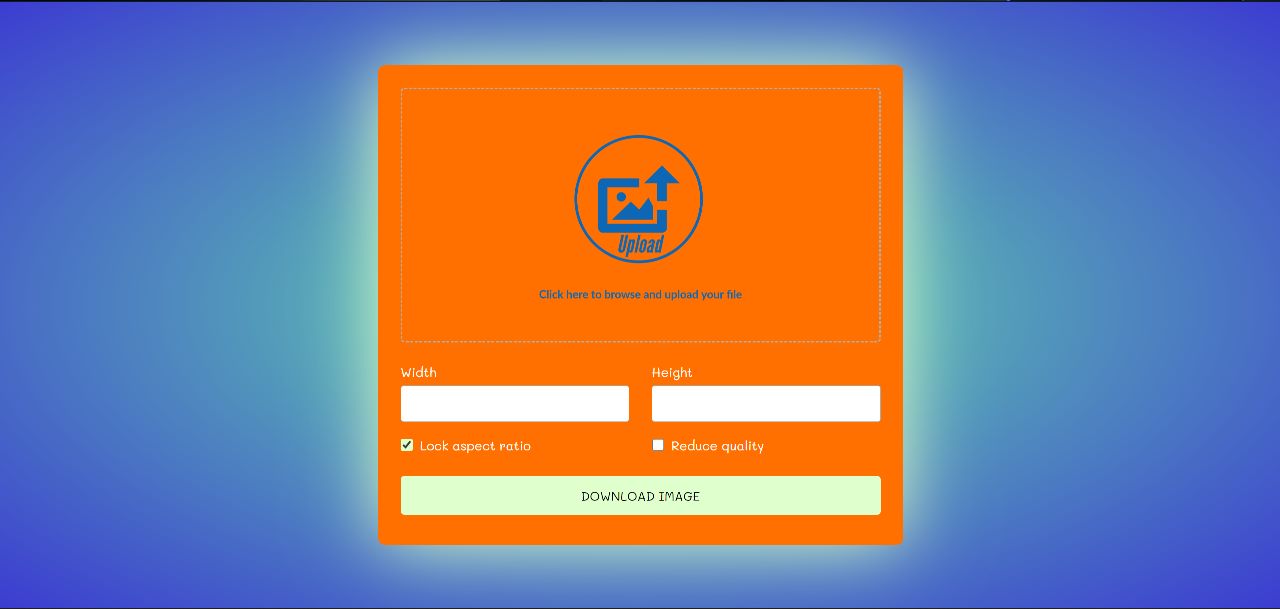 Upload
Click here to browse and upload your file
Width
Height
Lock aspect ratio
Reduce quality
DOWNLOAD IMAGE